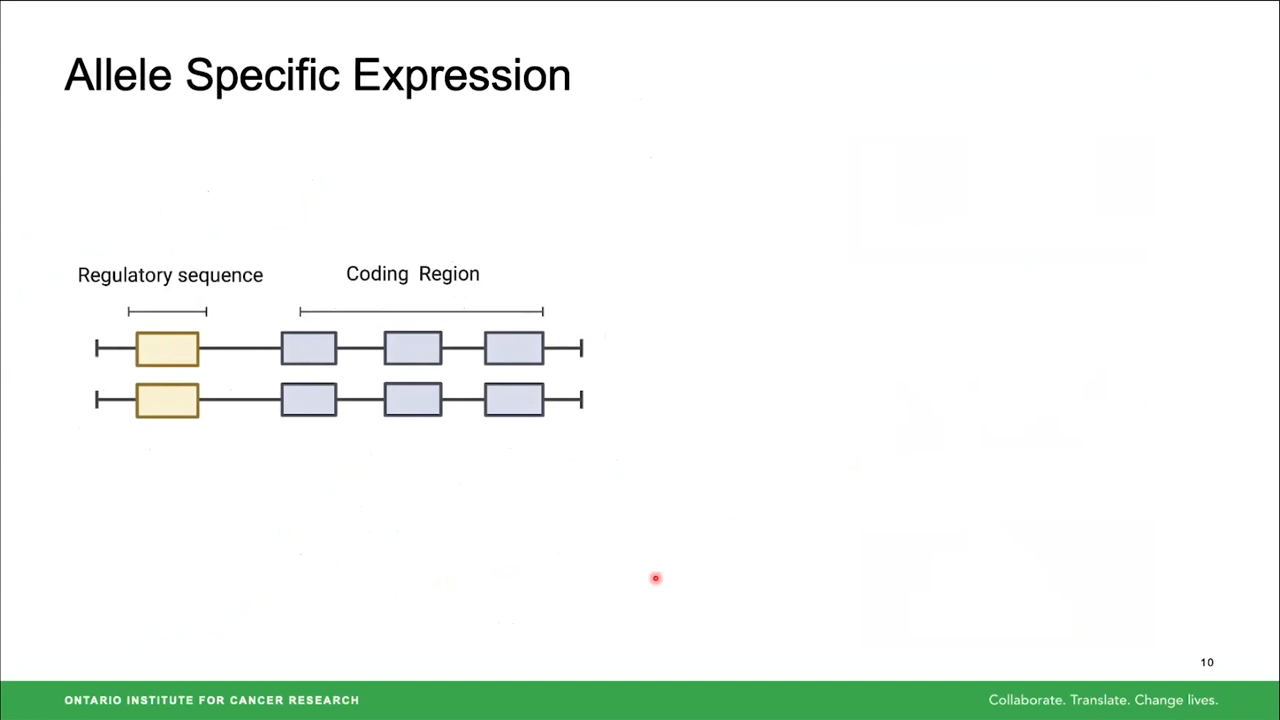 Allele Specific Expression
Regulatory sequence
Coding Region
10
ONTARIO INSTITUTE FOR CANCER RESEARCH
Collaborate. Translate. Change lives.